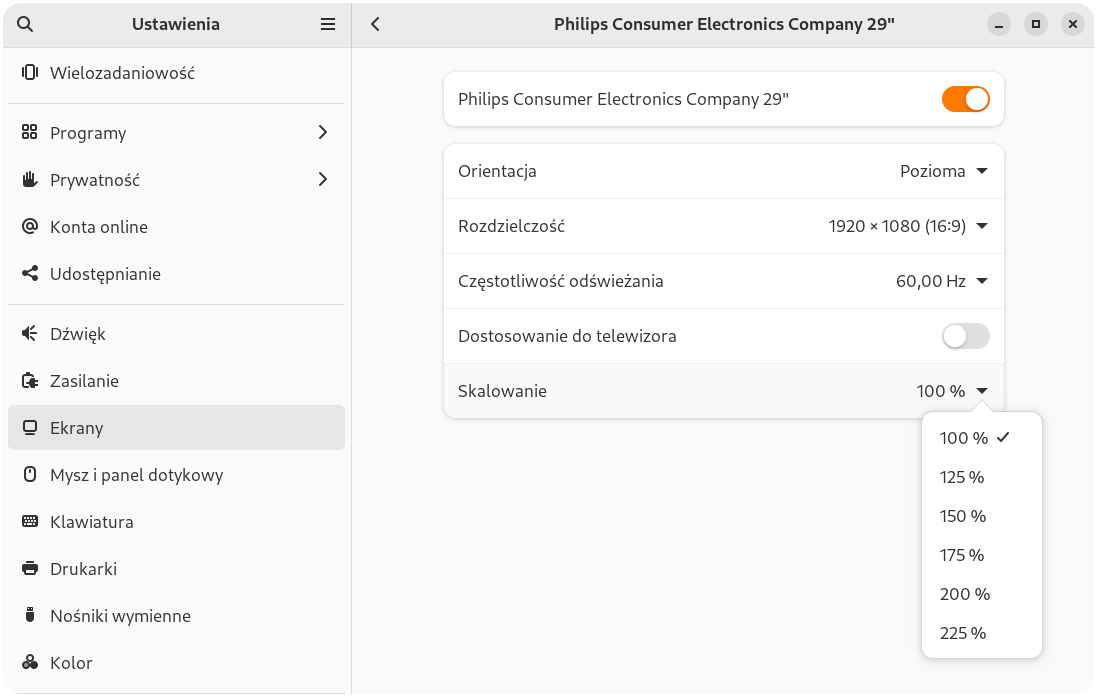 Ustawienia
Philips Consumer Electronics Company 29"
Wielozadaniowość
Programy
Prywatność
Konta online
Udostępnianie
Dźwięk
Zasilanie
Ekrany
Mysz i panel dotykowy
Klawiatura
Drukarki
Nośniki wymienne
Kolor
Philips Consumer Electronics Company 29"
Orientacja Pozioma
Rozdzielczość 1920 × 1080 (16:9)
Częstotliwość odświeżania 60,00 Hz
Dostosowanie do telewizora
Skalowanie 100 %
100 %
125 %
150 %
175 %
200 %
225 %